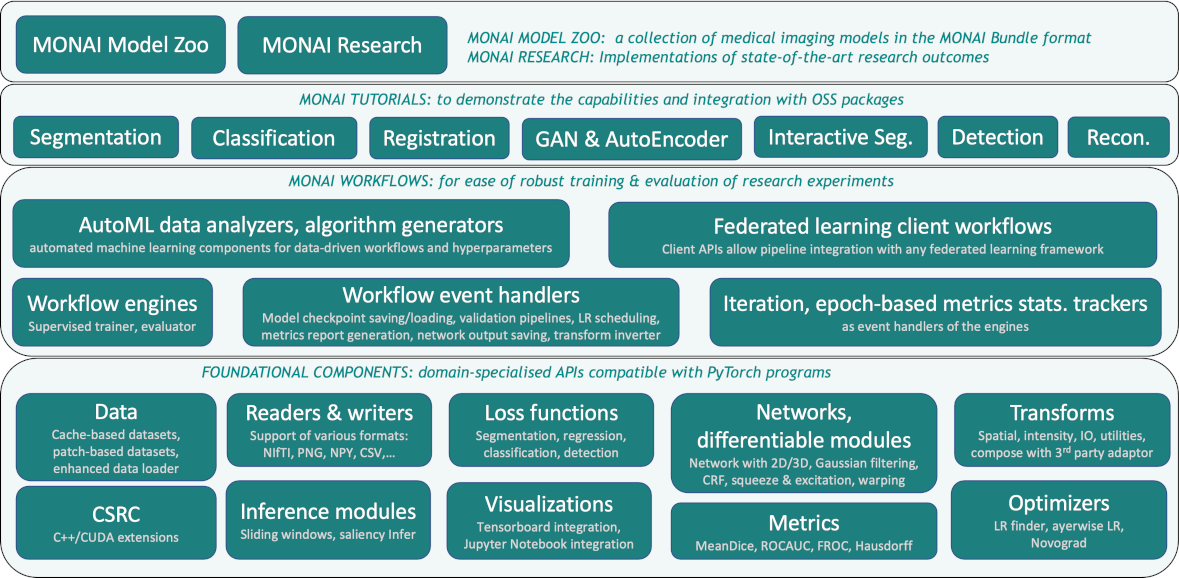 MONAI Model Zoo
MONAI Research
MONAI MODEL ZOO: a collection of medical imaging models in the MONAI Bundle format
MONAI RESEARCH: Implementations of state-of-the-art research outcomes
MONAI TUTORIALS: to demonstrate the capabilities and integration with OSS packages
Segmentation
Classification
Registration
GAN & AutoEncoder
Interactive Seg.
Detection
Recon.
MONAI WORKFLOWS: for ease of robust training & evaluation of research experiments
AutoML data analyzers, algorithm generators
automated machine learning components for data-driven workflows and hyperparameters
Federated learning client workflows
Client APIs allow pipeline integration with any federated learning framework
Workflow engines
Supervised trainer, evaluator
Workflow event handlers
Model checkpoint saving/loading, validation pipelines, LR scheduling,
metrics report generation, network output saving, transform inverter
Iteration, epoch-based metrics stats. trackers
as event handlers of the engines
FOUNDATIONAL COMPONENTS: domain-specialised APIs compatible with PyTorch programs
Data
Cache-based datasets,
patch-based datasets,
enhanced data loader
Readers & writers
Support of various formats:
NIfTI, PNG, NPY, CSV,...
Loss functions
Segmentation, regression,
classification, detection
Networks,
differentiable modules
Network with 2D/3D, Gaussian filtering,
CRF, squeeze & excitation, warping
Transforms
Spatial, intensity, IO, utilities,
compose with 3rd party adaptor
CSRC
C++/CUDA extensions
Inference modules
Sliding windows, saliency Infer
Visualizations
Tensorboard integration,
Jupyter Notebook integration
Metrics
MeanDice, ROCAUC, FROC, Hausdorff
Optimizers
LR finder, ayerwise LR,
Novograd